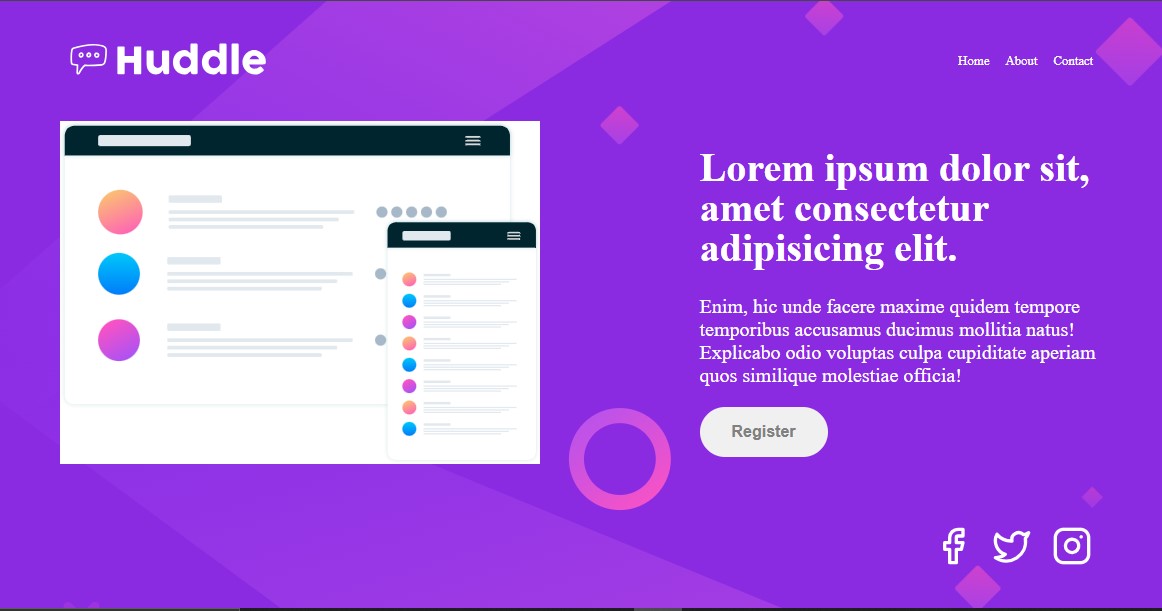 Huddle
Home About Contact
Lorem ipsum dolor sit,
amet consectetur
adipisicing elit.
Enim, hic unde facere maxime quidem tempore
temporibus accusamus ducimus mollitia natus!
Explicabo odio voluptas culpa cupiditate aperiam
quos similique molestiae officia!
Register